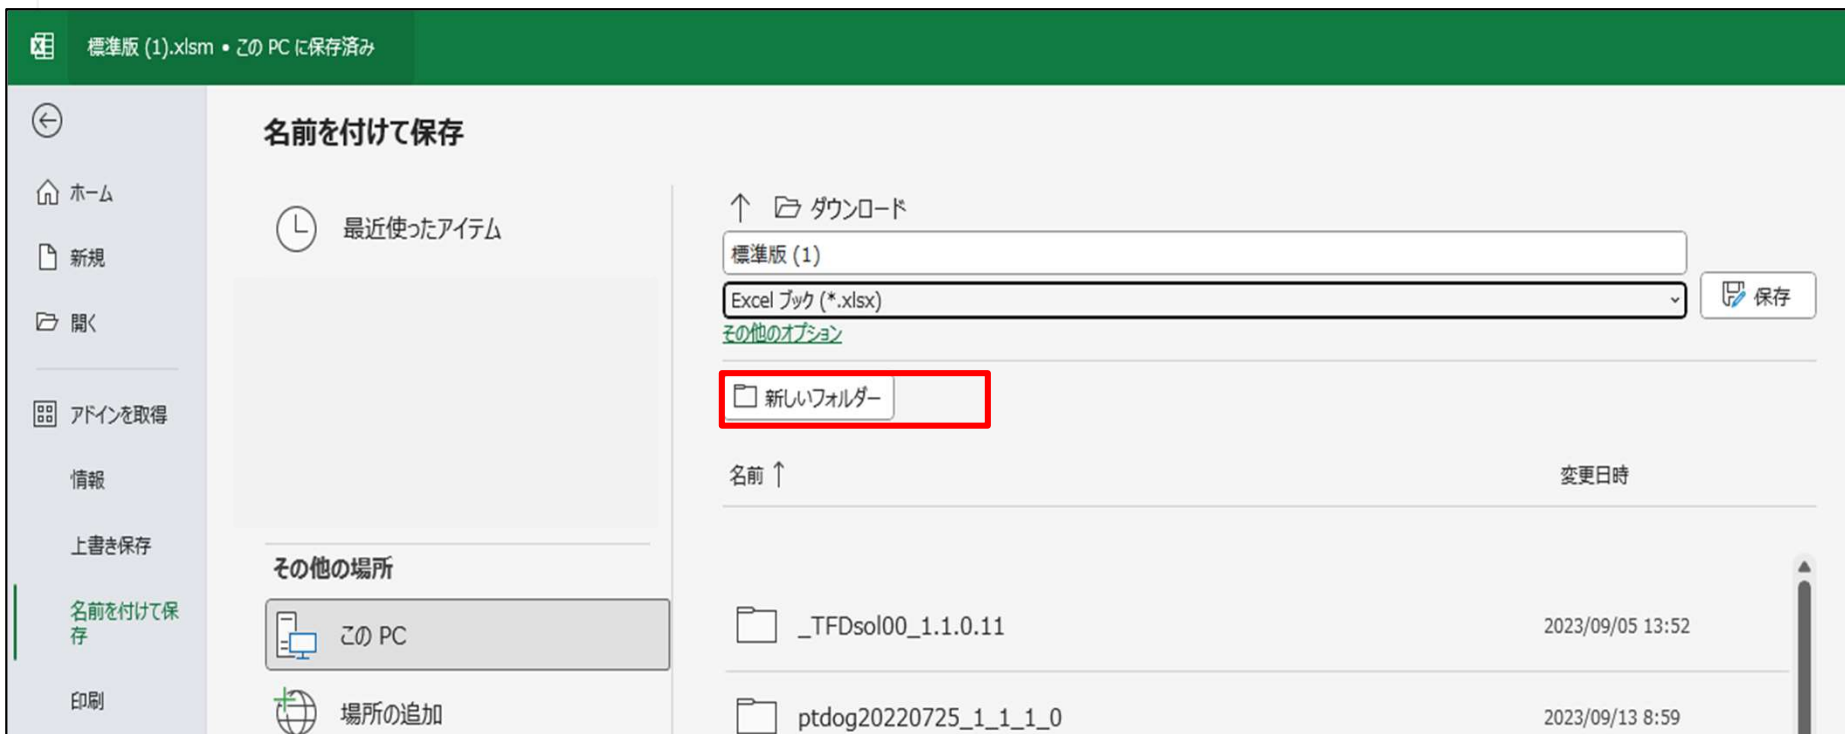 標準版 (1).xlsm • この PC に保存済み
名前を付けて保存
ホーム
新規
開く
アドインを取得
情報
上書き保存
名前を付けて保
存
印刷
最近使ったアイテム
その他の場所
この PC
場所の追加
↑ ダウンロード
標準版 (1)
Excel ブック (*.xlsx)
保存
その他のオプション
新しいフォルダー
名前 ↑ 変更日時
_TFDsol00_1.1.0.11 2023/09/05 13:52
ptdog20220725_1_1_1_0 2023/09/13 8:59